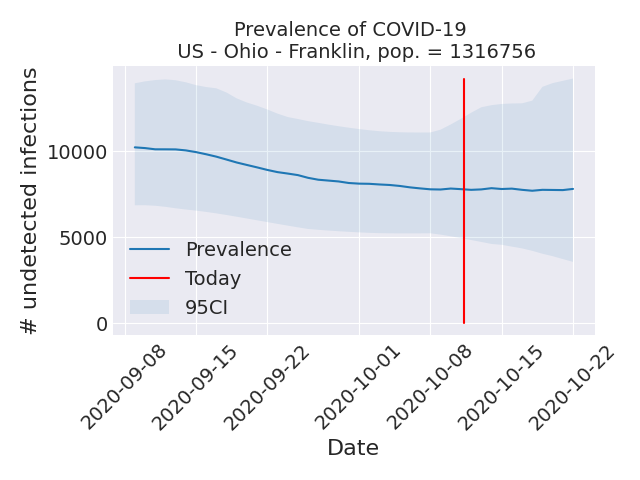 Prevalence of COVID-19
US - Ohio - Franklin, pop. = 1316756
# undetected infections
10000
5000
0
Prevalence
Today
95CI
2020-09-08
2020-09-15
2020-09-22
2020-10-01
2020-10-08
2020-10-15
2020-10-22
Date